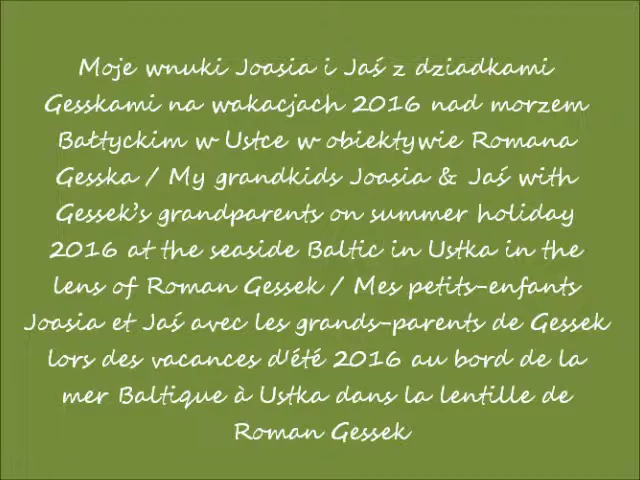 Moje wnuki Joasia i Jaś z dziadkami
Gesskami na wakacjach 2016 nad morzem
Bałtyckim w Ustce w obiektywie Romana
Gesska / My grandkids Joasia & Jaś with
Gessek's grandparents on summer holiday
2016 at the seaside Baltic in Ustka in the
lens of Roman Gessek / Mes petits-enfants
Joasia et Jaś avec les grands-parents de Gessek
lors des vacances d'été 2016 au bord de la
mer Baltique à Ustka dans la lentille de
Roman Gessek